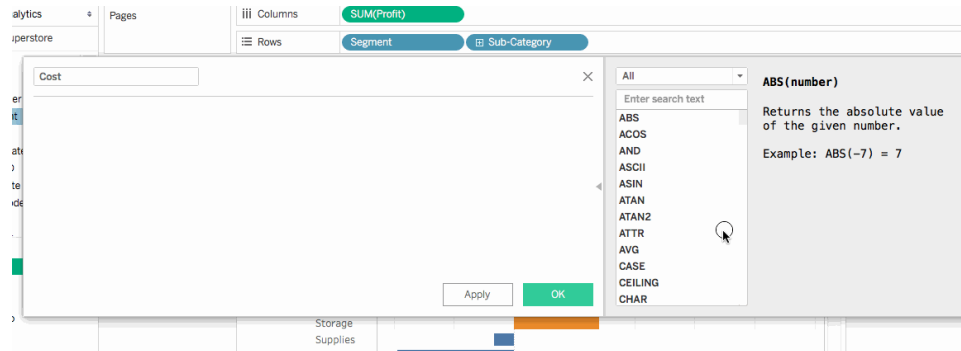 alytics
Pages
iii Columns
SUM(Profit)
uperstore
Rows
Segment
Sub-Category
Cost
All
Enter search text
ABS
ACOS
AND
ASCII
ASIN
ATAN
ATAN2
ATTR
AVG
CASE
CEILING
CHAR
ABS(number)
Returns the absolute value
of the given number.
Example: ABS(-7) = 7
Apply
OK
Storage
Supplies